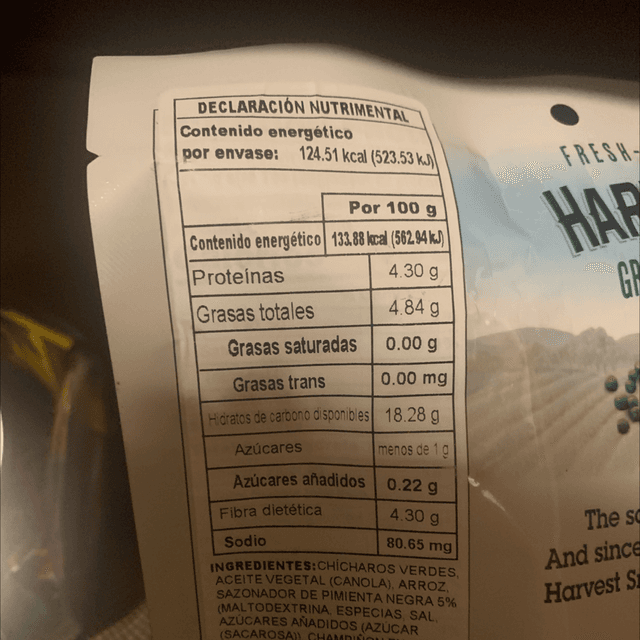 DECLARACIÓN NUTRIMENTAL
Contenido energético
por envase: 124.51 kcal (523.53 kJ)
Por 100 g
Contenido energético 133.88 kcal (562.94 kJ)
Proteínas 4.30 g
Grasas totales 4.84 g
Grasas saturadas 0.00 g
Grasas trans 0.00 mg
Hidratos de carbono disponibles 18.28 g
Azúcares menos de 1 g
Azúcares añadidos 0.22 g
Fibra dietética 4.30 g
Sodio 80.65 mg
INGREDIENTES: CHÍCHAROS VERDES,
ACEITE VEGETAL (CANOLA), ARROZ,
SAZONADOR DE PIMIENTA NEGRA 5%
(MALTODEXTRINA, ESPECIAS, SAL,
AZÚCARES AÑADIDOS (AZÚCAR
(SACAROSA)),
FRESH-
HAR
GR
The
And since
Harvest